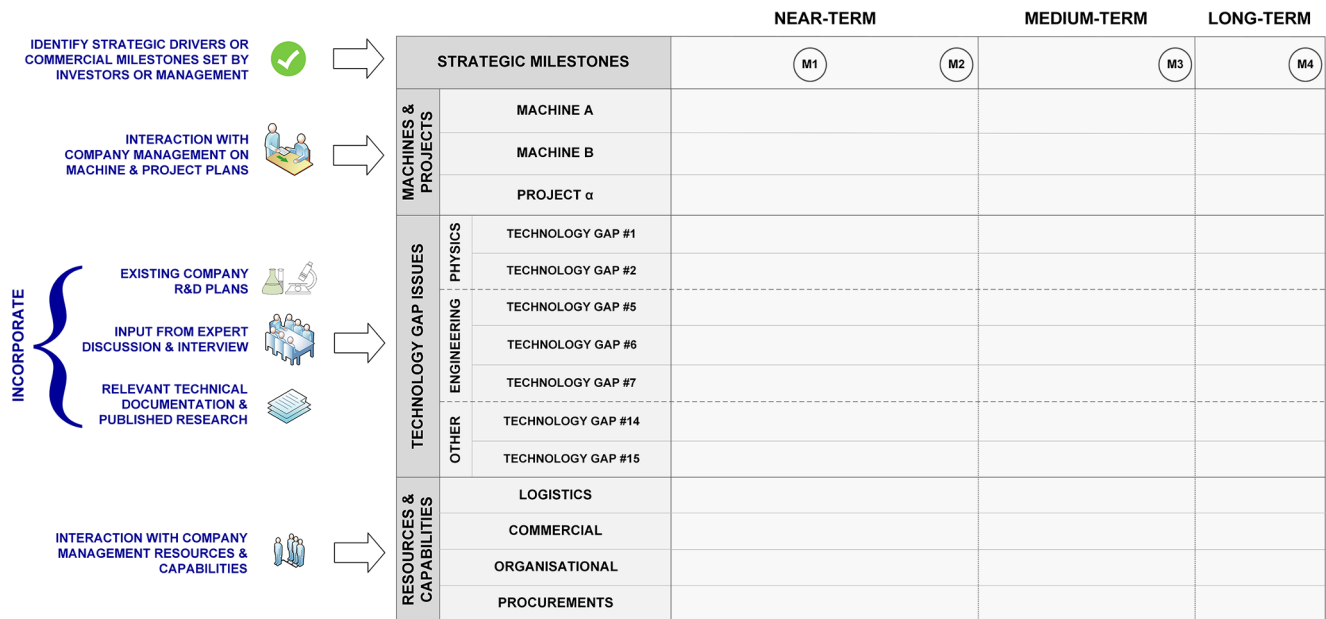 NEAR-TERM
MEDIUM-TERM
LONG-TERM
IDENTIFY STRATEGIC DRIVERS OR
COMMERCIAL MILESTONES SET BY
INVESTORS OR MANAGEMENT
STRATEGIC MILESTONES
M1
M2
M3
M4
INTERACTION WITH
COMPANY MANAGEMENT ON
MACHINE & PROJECT PLANS
MACHINES &
PROJECTS
MACHINE A
MACHINE B
PROJECT α
INCORPORATE
EXISTING COMPANY
R&D PLANS
INPUT FROM EXPERT
DISCUSSION & INTERVIEW
RELEVANT TECHNICAL
DOCUMENTATION &
PUBLISHED RESEARCH
TECHNOLOGY GAP ISSUES
PHYSICS
TECHNOLOGY GAP #1
TECHNOLOGY GAP #2
ENGINEERING
TECHNOLOGY GAP #5
TECHNOLOGY GAP #6
TECHNOLOGY GAP #7
OTHER
TECHNOLOGY GAP #14
TECHNOLOGY GAP #15
INTERACTION WITH COMPANY
MANAGEMENT RESOURCES &
CAPABILITIES
RESOURCES &
CAPABILITIES
LOGISTICS
COMMERCIAL
ORGANISATIONAL
PROCUREMENTS